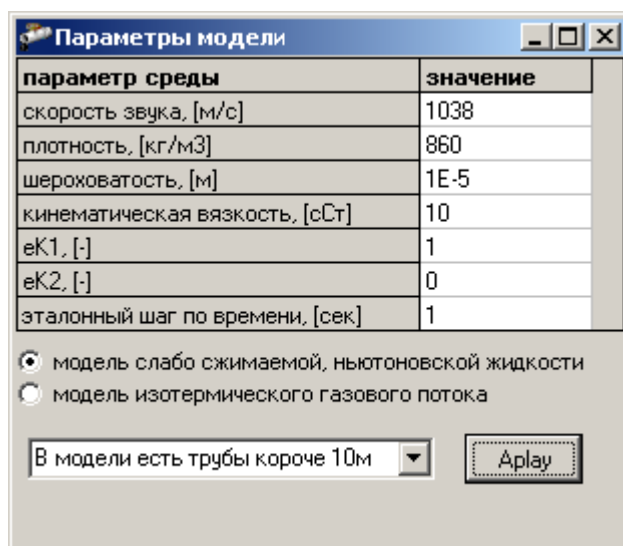 Параметры модели
параметр среды значение
скорость звука, [м/с] 1038
плотность, [кг/м3] 860
шероховатость, [м] 1E-5
кинематическая вязкость, [сСт] 10
еК1, [-] 1
еК2, [-] 0
эталонный шаг по времени, [сек] 1
модель слабо сжимаемой, ньютоновской жидкости
модель изотермического газового потока
В модели есть трубы короче 10м Aplay